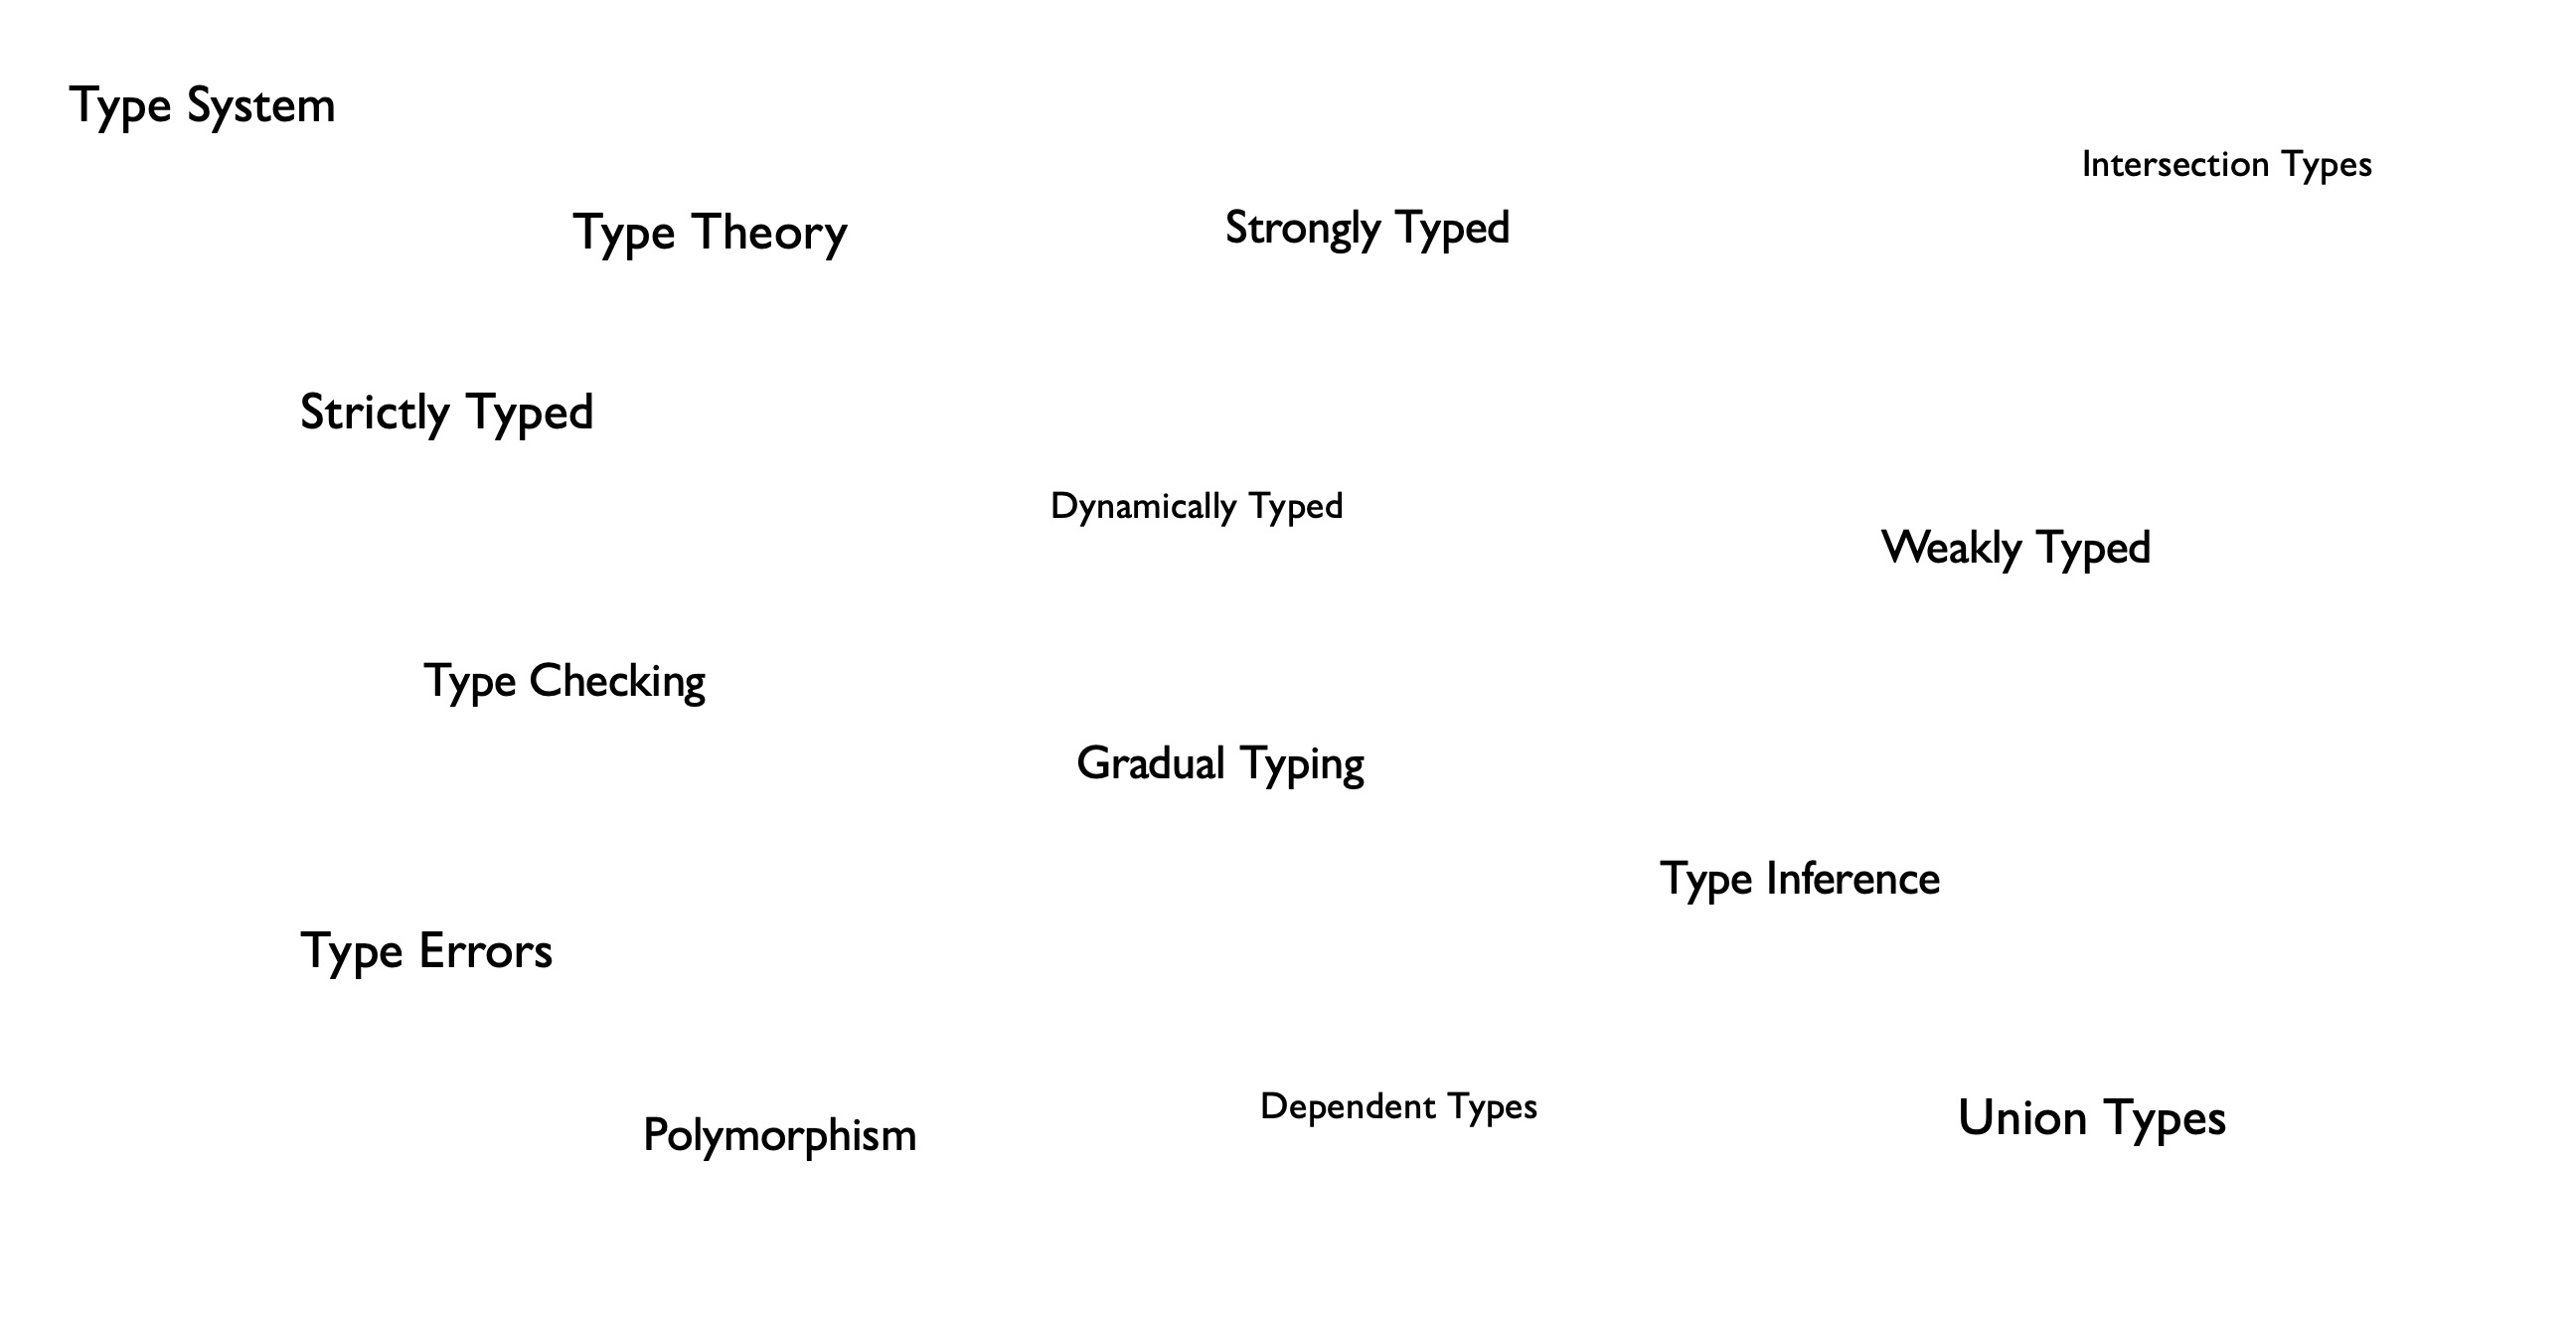 Type System
Intersection Types
Type Theory
Strongly Typed
Strictly Typed
Dynamically Typed
Weakly Typed
Type Checking
Gradual Typing
Type Inference
Type Errors
Dependent Types
Union Types
Polymorphism